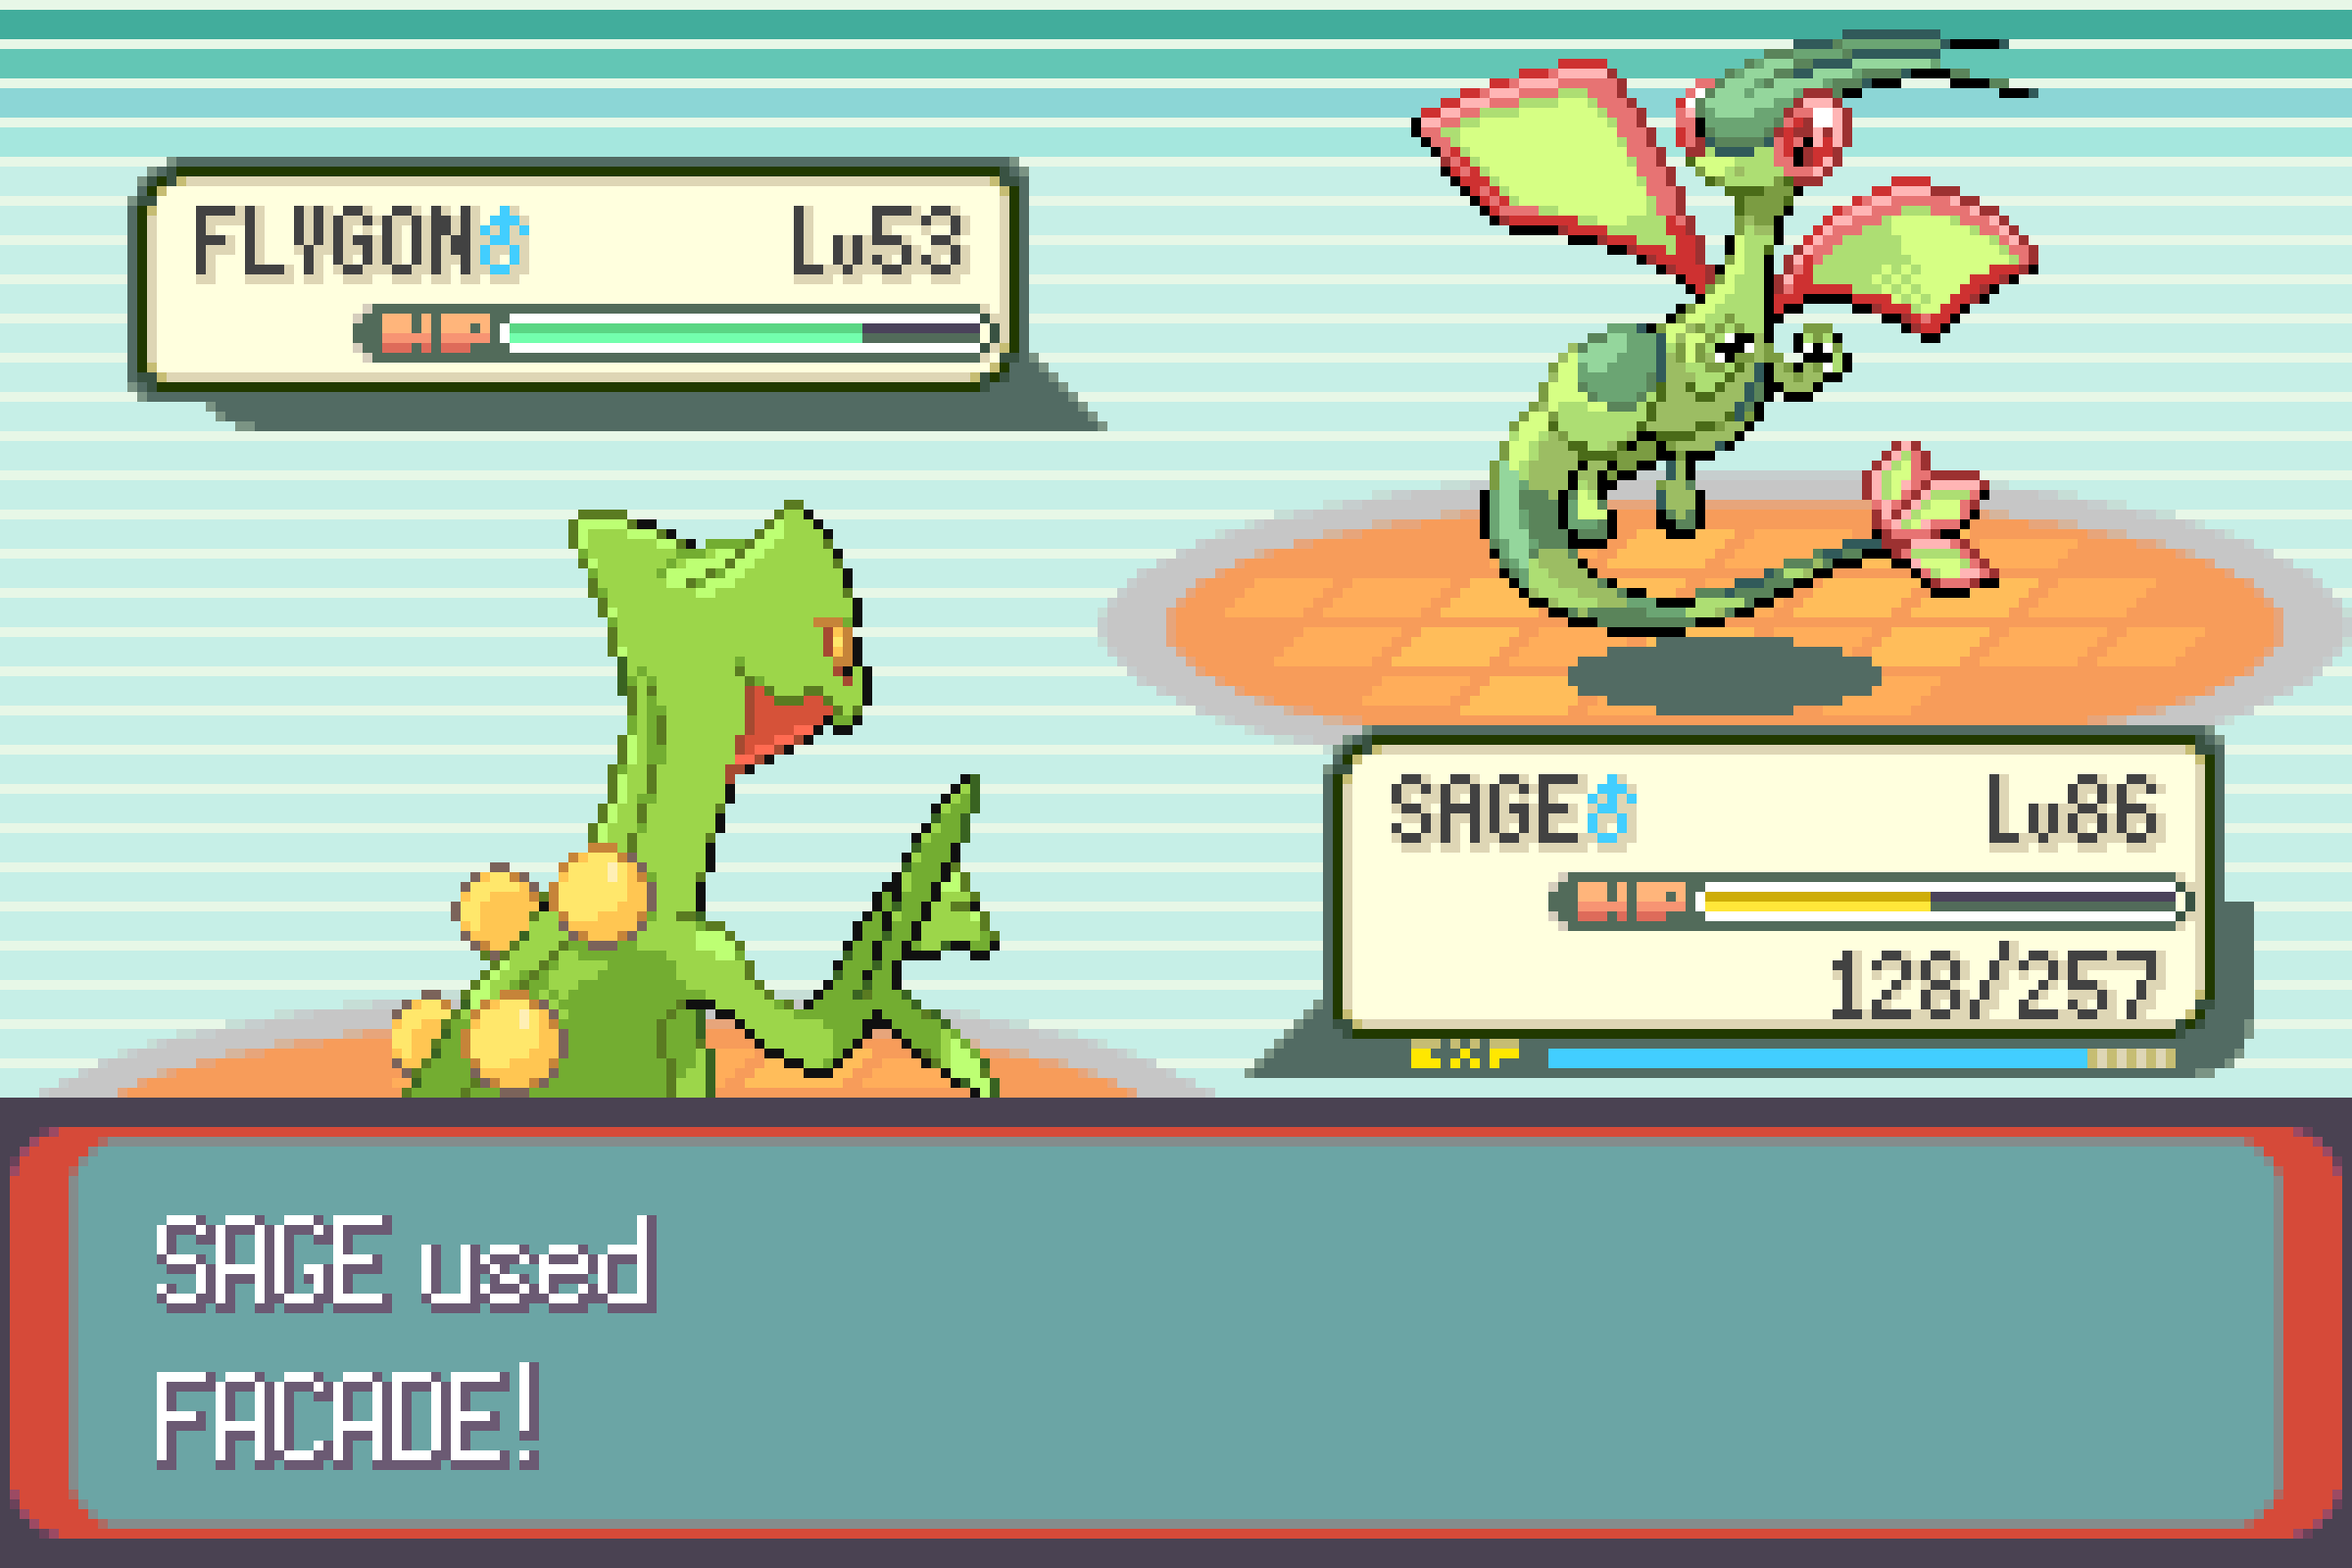 FLYGON♂ Lv53
HP
SAGE♂ Lv86
HP
128/257
EXP
SAGE used
FACADE!